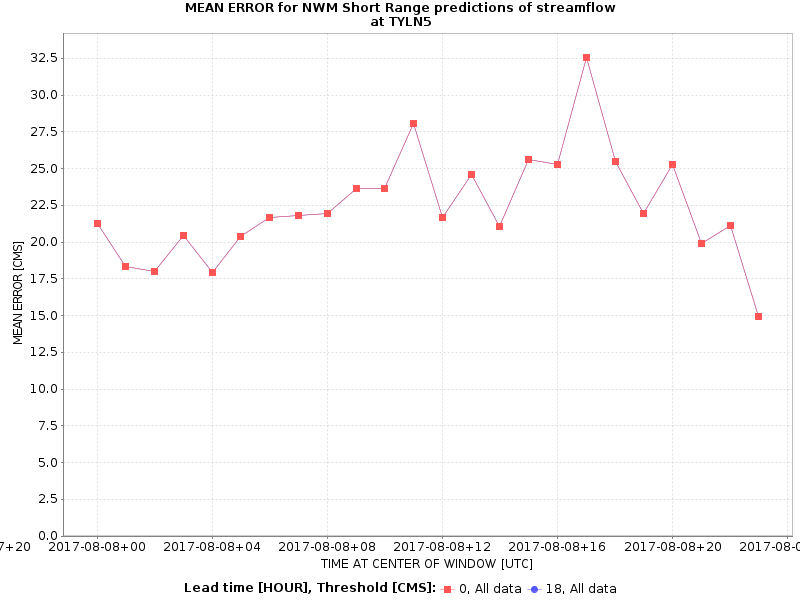 MEAN ERROR for NWM Short Range predictions of streamflow
at TYLN5
MEAN ERROR [CMS]
32.5
30.0
27.5
25.0
22.5
20.0
17.5
15.0
12.5
10.0
7.5
5.0
2.5
0.0
7+20 2017-08-08+00 2017-08-08+04 2017-08-08+08 2017-08-08+12 2017-08-08+16 2017-08-08+20 2017-08-0
TIME AT CENTER OF WINDOW [UTC]
Lead time [HOUR], Threshold [CMS]: 0, All data 18, All data